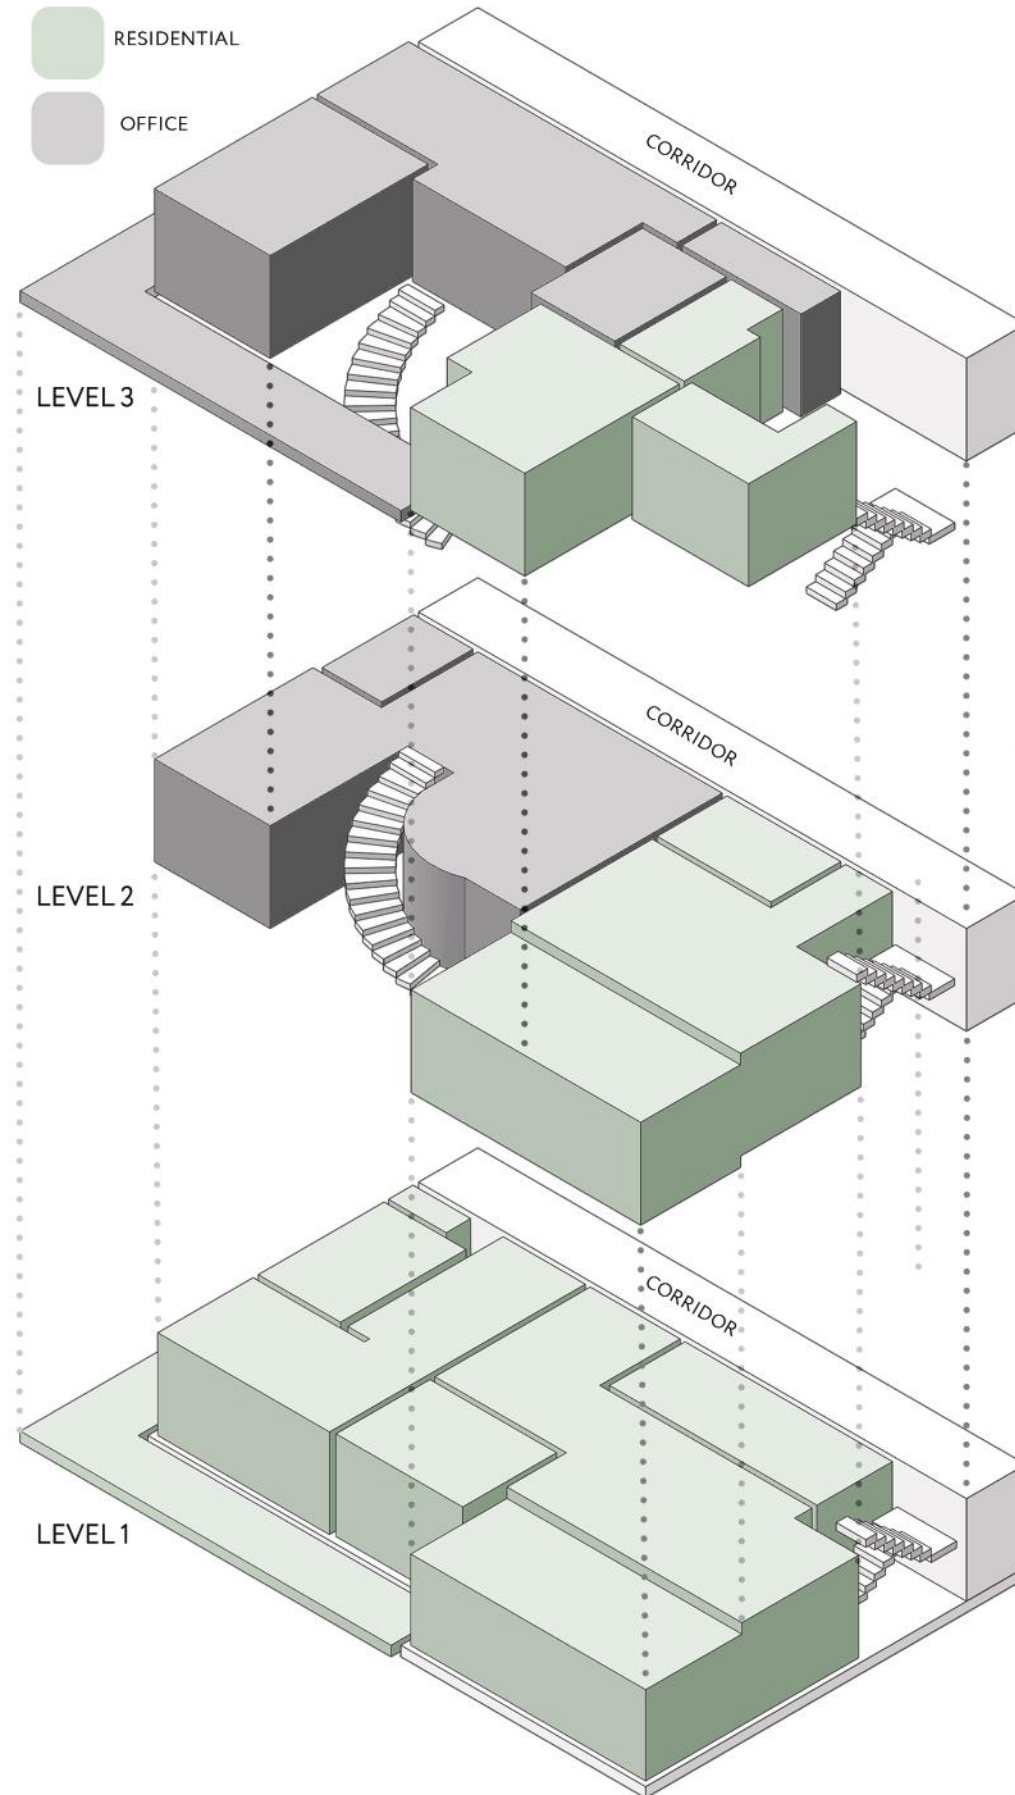 RESIDENTIAL
OFFICE
CORRIDOR
LEVEL 3
CORRIDOR
LEVEL 2
CORRIDOR
LEVEL 1